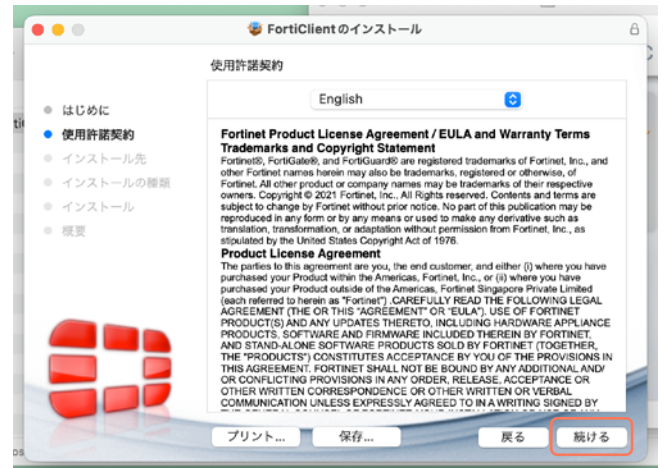 FortiClientのインストール
使用許諾契約
English
はじめに
使用許諾契約
インストール先
インストールの種類
インストール
概要
Fortinet Product License Agreement / EULA and Warranty Terms
Trademarks and Copyright Statement
Fortinet®, FortiGate®, and FortiGuard® are registered trademarks of Fortinet, Inc., and
other Fortinet names herein may also be trademarks, registered or otherwise, of
Fortinet. All other product or company names may be trademarks of their respective
owners. Copyright © 2021 Fortinet, Inc., All Rights reserved. Contents and terms are
subject to change by Fortinet without prior notice. No part of this publication may be
reproduced in any form or by any means or used to make any derivative such as
translation, transformation, or adaptation without permission from Fortinet, Inc., as
stipulated by the United States Copyright Act of 1976.
Product License Agreement
The parties to this agreement are you, the end customer, and either (i) where you have
purchased your Product within the Americas, Fortinet, Inc., or (ii) where you have
purchased your Product outside of the Americas, Fortinet Singapore Private Limited
(each referred to herein as "Fortinet") .CAREFULLY READ THE FOLLOWING LEGAL
AGREEMENT (THE OR THIS "AGREEMENT" OR "EULA"). USE OF FORTINET
PRODUCT(S) AND ANY UPDATES THERETO, INCLUDING HARDWARE APPLIANCE
PRODUCTS, SOFTWARE AND FIRMWARE INCLUDED THEREIN BY FORTINET,
AND STAND-ALONE SOFTWARE PRODUCTS SOLD BY FORTINET (TOGETHER,
THE "PRODUCTS") CONSTITUTES ACCEPTANCE BY YOU OF THE PROVISIONS IN
THIS AGREEMENT. FORTINET SHALL NOT BE BOUND BY ANY ADDITIONAL AND/
OR CONFLICTING PROVISIONS IN ANY ORDER, RELEASE, ACCEPTANCE OR
OTHER WRITTEN CORRESPONDENCE OR OTHER WRITTEN OR VERBAL
COMMUNICATION UNLESS EXPRESSLY AGREED TO IN A WRITING SIGNED BY
プリント...
保存...
戻る
続ける